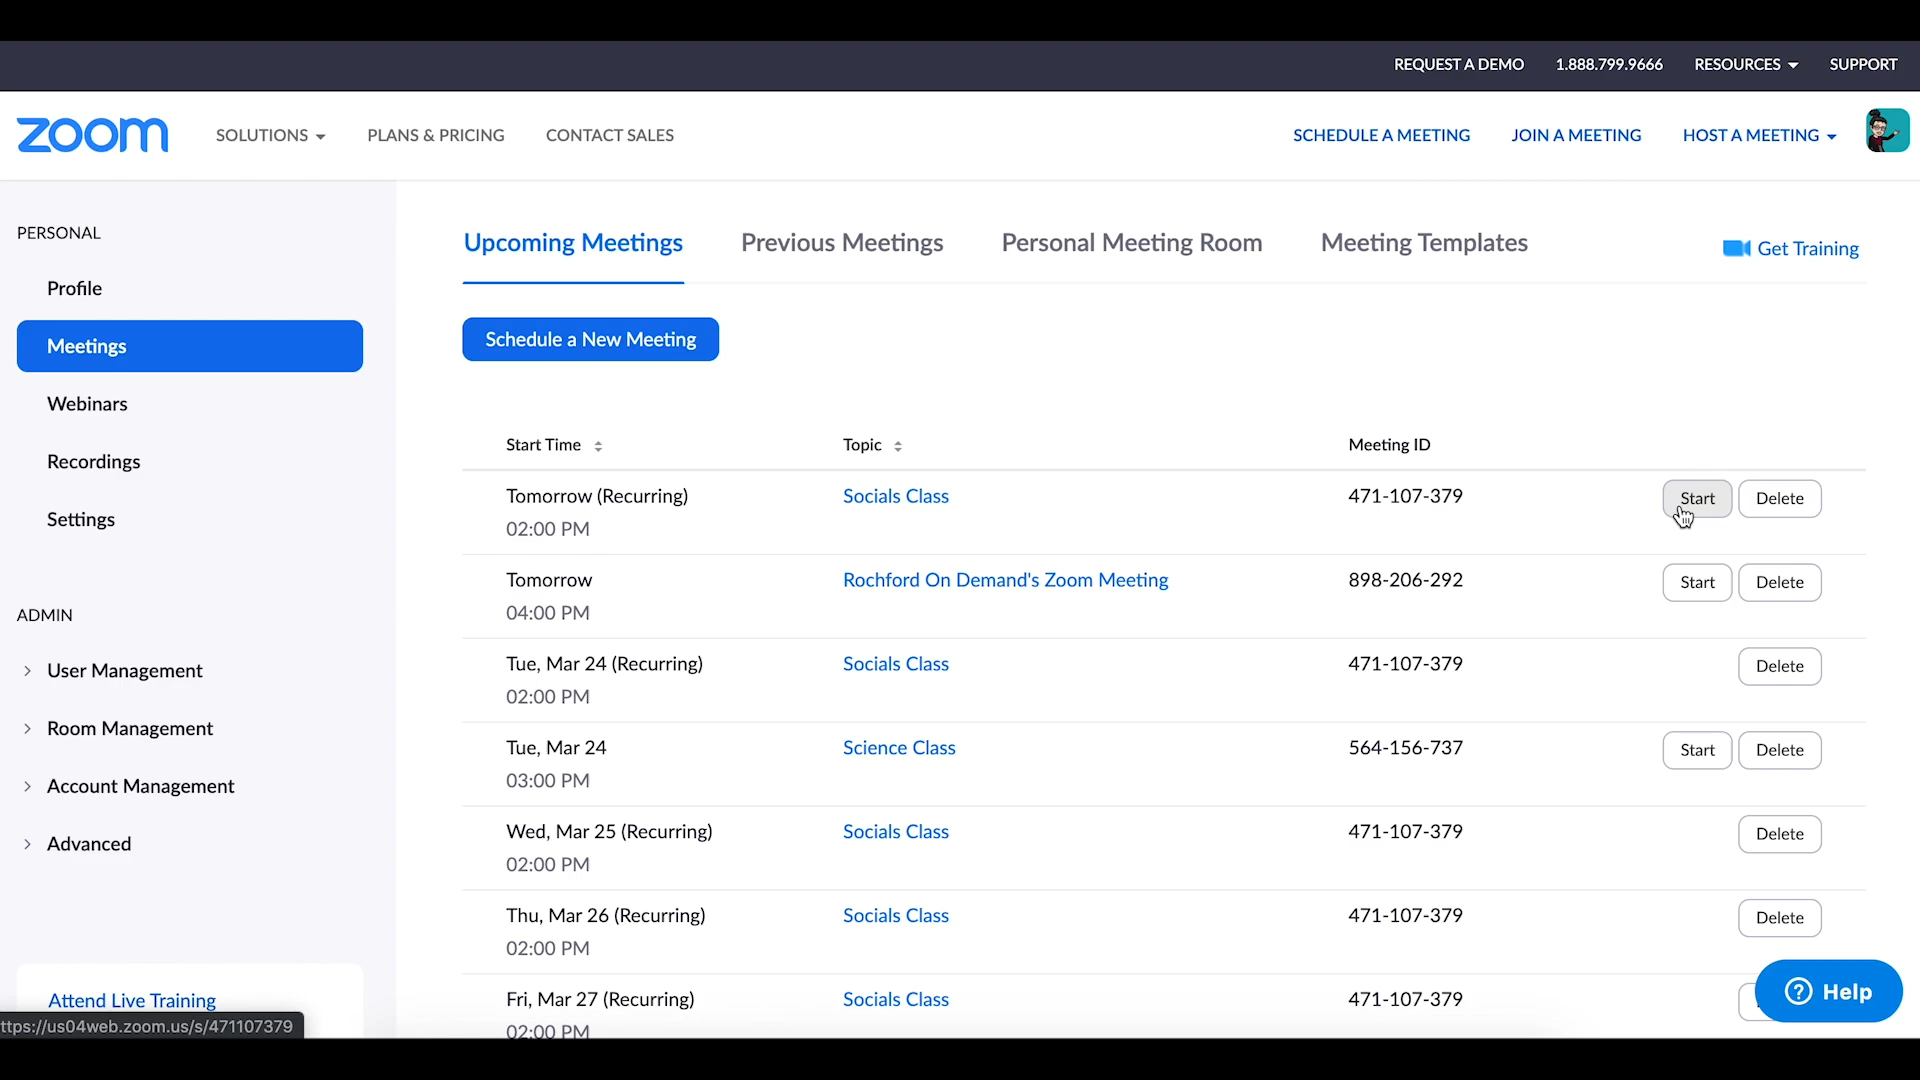 REQUEST A DEMO 1.888.799.9666 RESOURCES SUPPORT
zoom SOLUTIONS PLANS & PRICING CONTACT SALES SCHEDULE A MEETING JOIN A MEETING HOST A MEETING
PERSONAL
Profile
Meetings
Webinars
Recordings
Settings
ADMIN
User Management
Room Management
Account Management
Advanced
Attend Live Training
ttps://us04web.zoom.us/s/471107379
Upcoming Meetings Previous Meetings Personal Meeting Room Meeting Templates Get Training
Schedule a New Meeting
Start Time Topic Meeting ID
Tomorrow (Recurring) Socials Class 471-107-379 Start Delete
02:00 PM
Tomorrow Rochford On Demand's Zoom Meeting 898-206-292 Start Delete
04:00 PM
Tue, Mar 24 (Recurring) Socials Class 471-107-379 Delete
02:00 PM
Tue, Mar 24 Science Class 564-156-737 Start Delete
03:00 PM
Wed, Mar 25 (Recurring) Socials Class 471-107-379 Delete
02:00 PM
Thu, Mar 26 (Recurring) Socials Class 471-107-379 Delete
02:00 PM
Fri, Mar 27 (Recurring) Socials Class 471-107-379
02:00 PM
Help